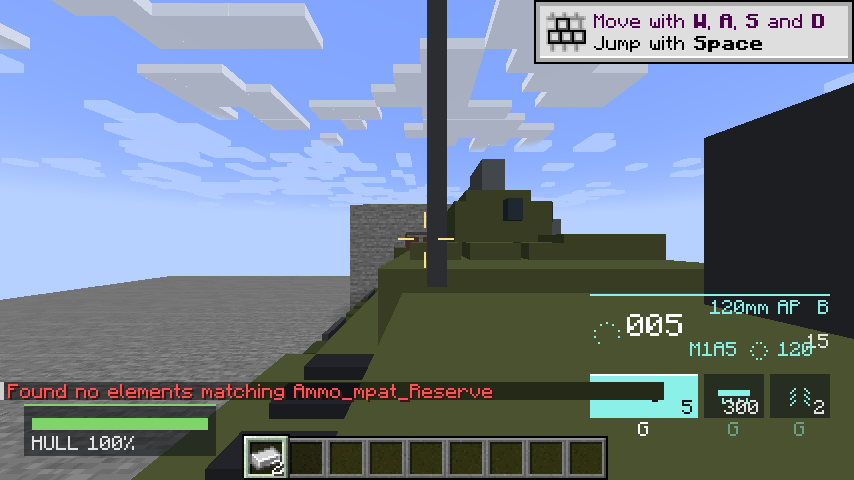 Move with W, A, S and D
Jump with Space
120mm AP B
005
15
M1A5 120
Found no elements matching Ammo_mpat_Reserve
5
300
2
HULL 100%
G
G
G
2